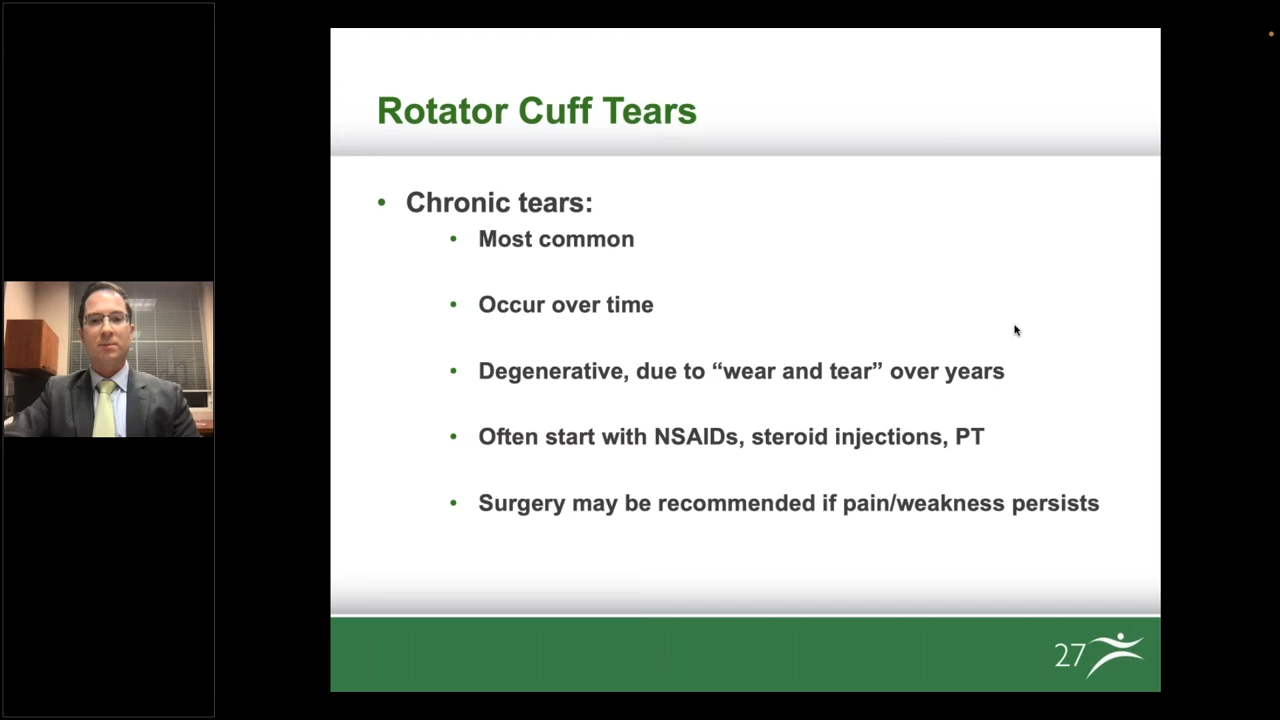 Rotator Cuff Tears
• Chronic tears:
• Most common
• Occur over time
• Degenerative, due to “wear and tear” over years
• Often start with NSAIDs, steroid injections, PT
• Surgery may be recommended if pain/weakness persists
27